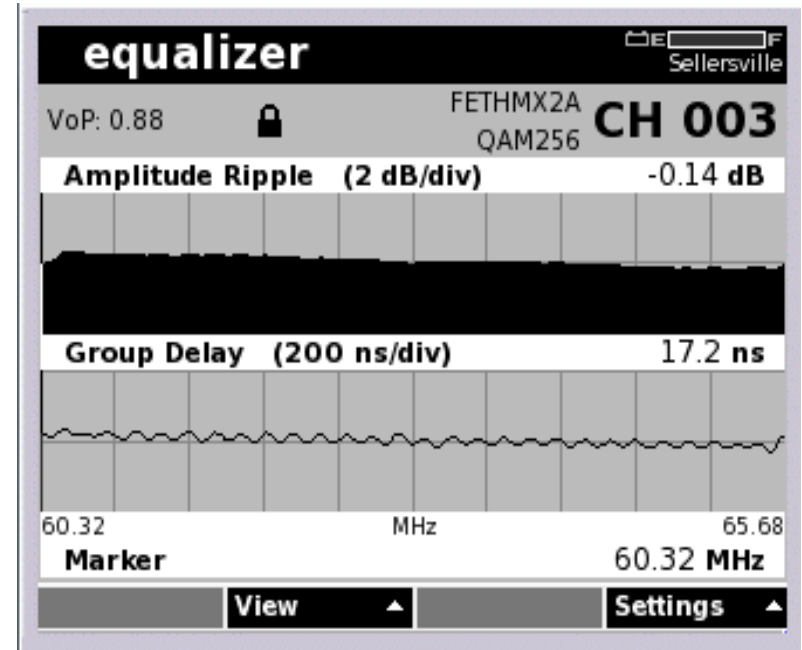 equalizer
E F
Sellersville
VoP: 0.88
FETHMX2A
QAM256
CH 003
Amplitude Ripple (2 dB/div) -0.14 dB
Group Delay (200 ns/div) 17.2 ns
60.32 MHz 65.68
Marker 60.32 MHz
View Settings